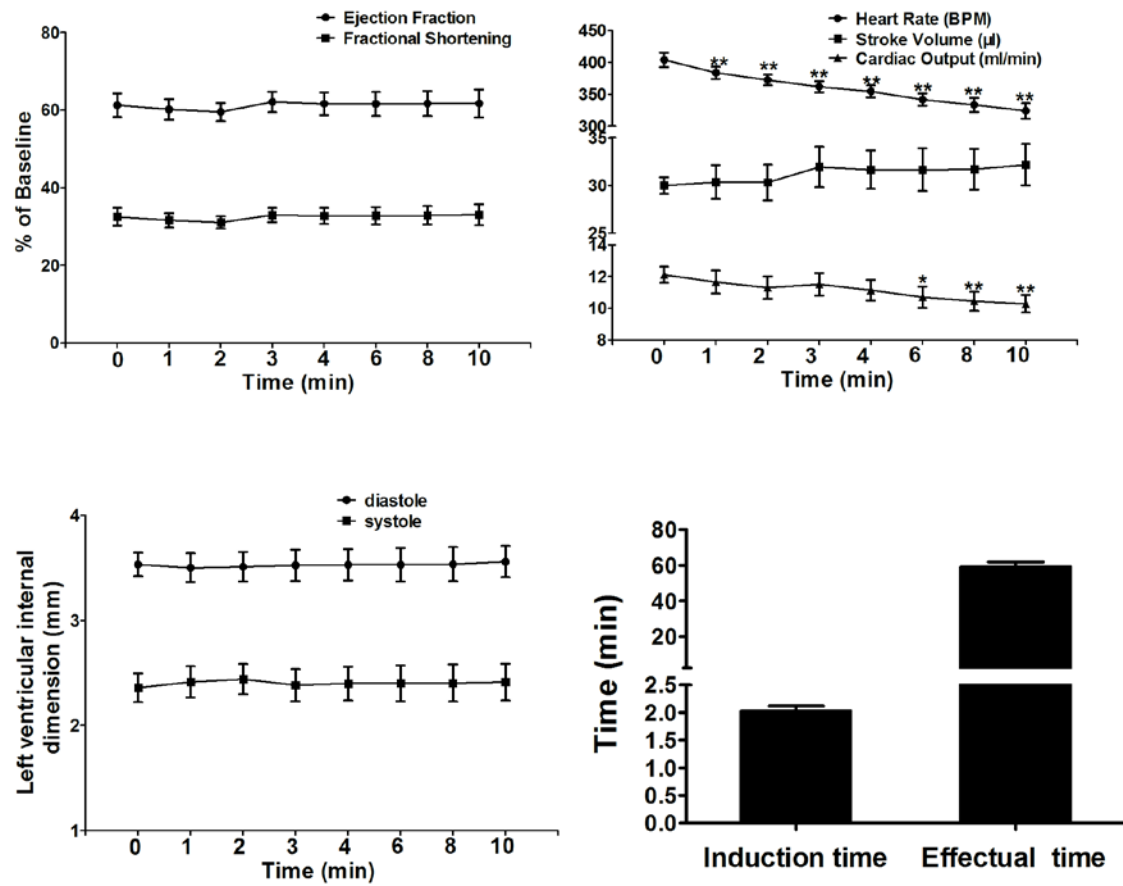 Ejection Fraction
Fractional Shortening
% of Baseline
80
60
40
20
0
0 1 2 3 4 6 8 10
Time (min)
Heart Rate (BPM)
Stroke Volume (µl)
Cardiac Output (ml/min)
450
400
350
300
35
30
25
14
12
10
8
** ** ** ** ** ** **
* ** **
0 1 2 3 4 6 8 10
Time (min)
diastole
systole
Left ventricular internal
dimension (mm)
4
3
2
1
0 1 2 3 4 6 8 10
Time (min)
Time (min)
80
60
40
20
2.5
2.0
1.5
1.0
0.5
0.0
Induction time Effectual time